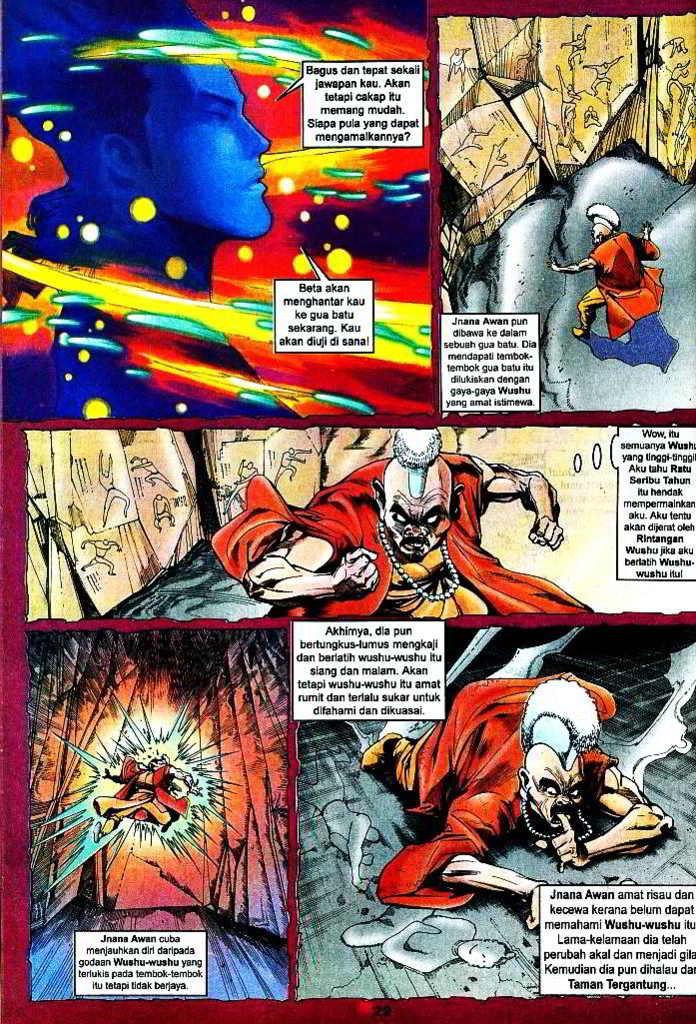 Bagus dan tepat sekali
jawapan kau. Akan
tetapi cakap itu
memang mudah.
Siapa pula yang dapat
mengamalkannya?
Beta akan
menghantar kau
ke gua batu
sekarang. Kau
akan diuji di sana!
Jnana Awan pun
dibawa ke dalam
sebuah gua batu. Dia
mendapati tembok-
tembok gua batu itu
dilukiskan dengan
gaya-gaya Wushu
yang amat istimewa.
Wow, itu
semuanya Wushu
yang tinggi-tinggi
Aku tahu Ratu
Seribu Tahun
itu hendak
mempermainkan
aku. Aku tentu
akan dijerat oleh
Rintangan
Wushu jika aku
berlatih Wushu-
wushu itu!
Jnana Awan cuba
menjauhkan diri daripada
godaan Wushu-wushu yang
terlukis pada tembok-tembok
itu tetapi tidak berjaya.
Akhirnya, dia pun
bertungkus-lumus mengkaji
dan berlatih wushu-wushu itu
siang dan malam. Akan
tetapi wushu-wushu itu amat
rumit dan terlalu sukar untuk
difahami dan dikuasai.
Jnana Awan amat risau dan
kecewa kerana belum dapat
memahami Wushu-wushu itu
Lama-kelamaan dia telah
perubah akal dan menjadi gila
Kemudian dia pun dihalau dar
Taman Tergantung...
22